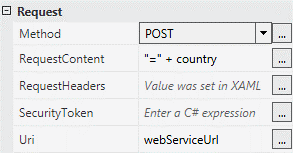 Request
Method POST ...
RequestContent "=" + country ...
RequestHeaders Value was set in XAML ...
SecurityToken Enter a C# expression ...
Uri webServiceUrl ...